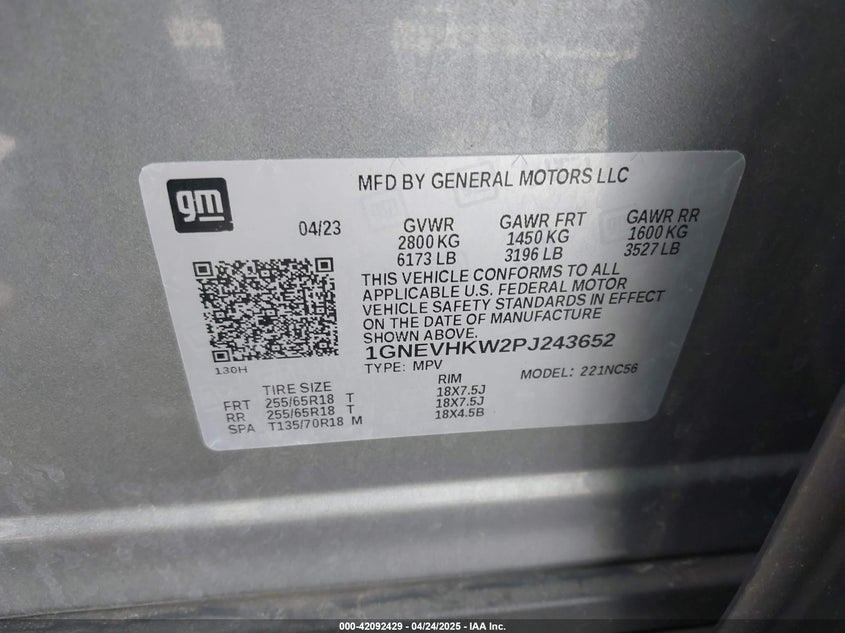 gm
MFD BY GENERAL MOTORS LLC
04/23
GVWR GAWR FRT GAWR RR
2800 KG 1450 KG 1600 KG
6173 LB 3196 LB 3527 LB
THIS VEHICLE CONFORMS TO ALL
APPLICABLE U.S. FEDERAL MOTOR
VEHICLE SAFETY STANDARDS IN EFFECT
ON THE DATE OF MANUFACTURE
SHOWN ABOVE.
1GNEVHKW2PJ243652
130H
TYPE: MPV MODEL: 221NC56
TIRE SIZE RIM
FRT 255/65R18 T 18X7.5J
RR 255/65R18 T 18X7.5J
SPA T135/70R18 M 18X4.5B
000-42092429 - 04/24/2025 - IAA Inc.